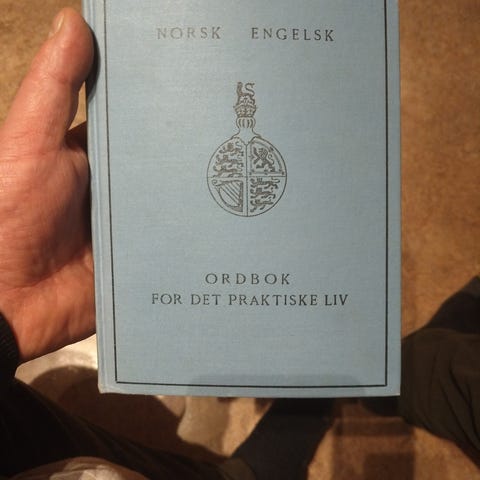 NORSK ENGELSK
ORDBOK
FOR DET PRAKTISKE LIV